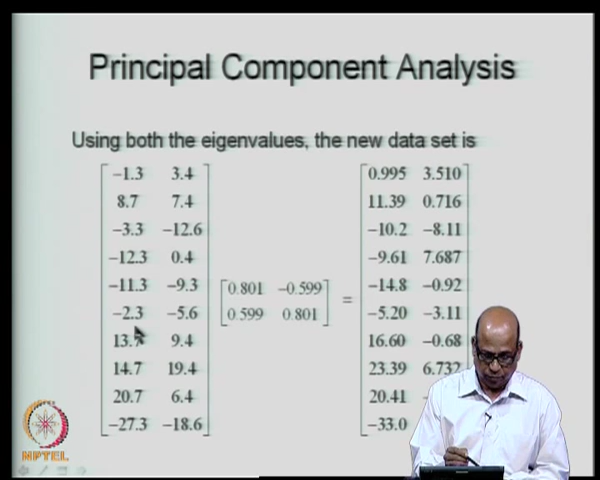 Principal Component Analysis
Using both the eigenvalues, the new data set is
-1.3 3.4 0.995 3.510
8.7 7.4 11.39 0.716
-3.3 -12.6 -10.2 -8.11
-12.3 0.4 -9.61 7.687
-11.3 -9.3 0.801 -0.599 -14.8 -0.92
-2.3 -5.6 0.599 0.801 = -5.20 -3.11
9.4 16.60 -0.68
14.7 19.4 23.39 6.732
20.7 6.4 20.41
-27.3 -18.6 -33.0
NPTEL